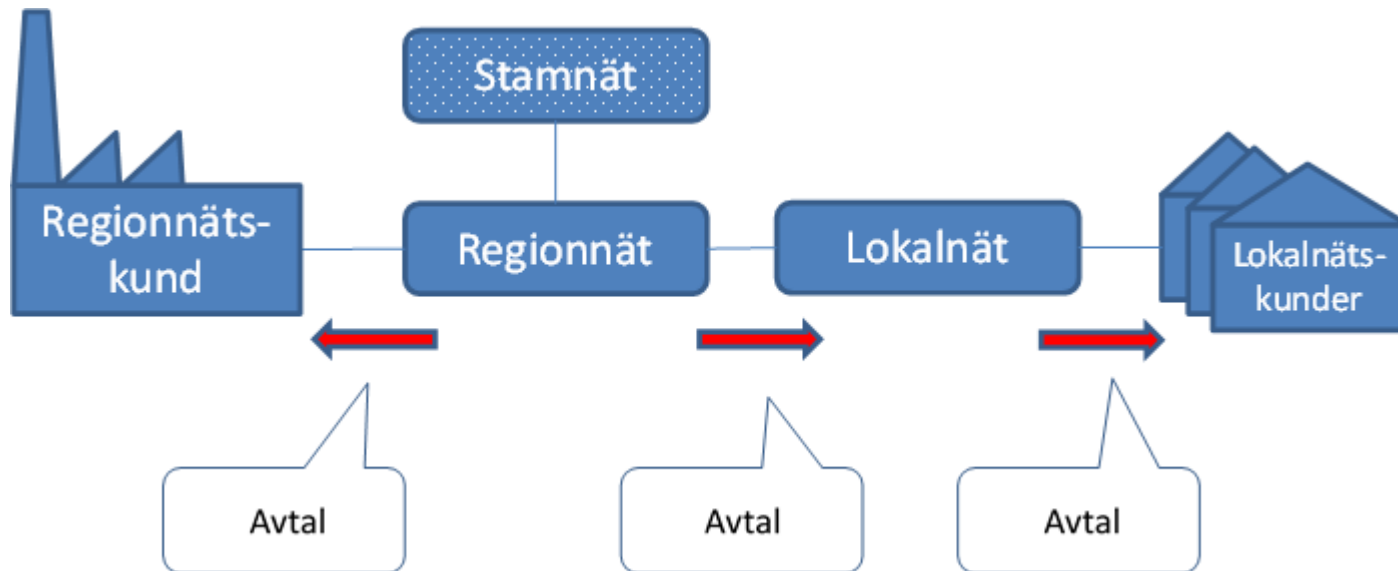 Stamnät
Regionnäts-
kund
Regionnät
Lokalnät
Lokalnäts-
kunder
Avtal
Avtal
Avtal